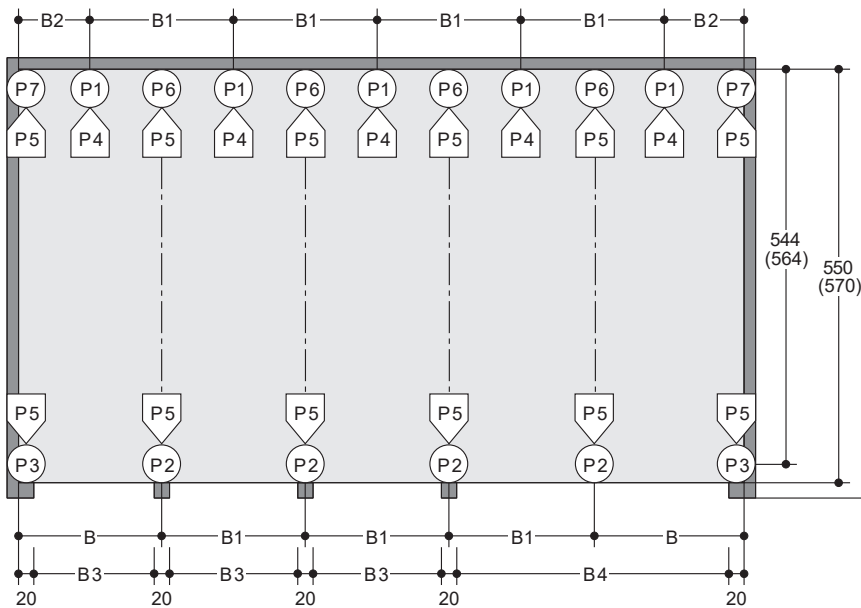 B2 B1 B1 B1 B1 B2
P7 P1 P6 P1 P6 P1 P6 P1 P6 P1 P7
P5 P4 P5 P4 P5 P4 P5 P4 P5 P4 P5
544
(564)
550
(570)
P5 P5 P5 P5 P5 P5
P3 P2 P2 P2 P2 P3
B B1 B1 B1 B
B3 B3 B3 B4
20 20 20 20 20